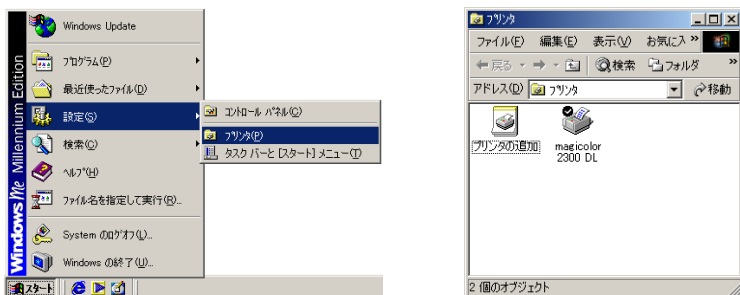 Windows Update
プログラム(P)
最近使ったファイル(D)
設定(S)
検索(C)
ヘルプ(H)
ファイル名を指定して実行(R)...
System のログオフ(L)...
Windows の終了(U)...
Windows Me Millennium Edition
コントロール パネル(C)
プリンタ(P)
タスク バーと [スタート] メニュー(T)
スタート
プリンタ
ファイル(F) 編集(E) 表示(V) お気に入 »
戻る 検索 フォルダ »
アドレス(D) プリンタ 移動
プリンタの追加
magicolor
2300 DL
2 個のオブジェクト